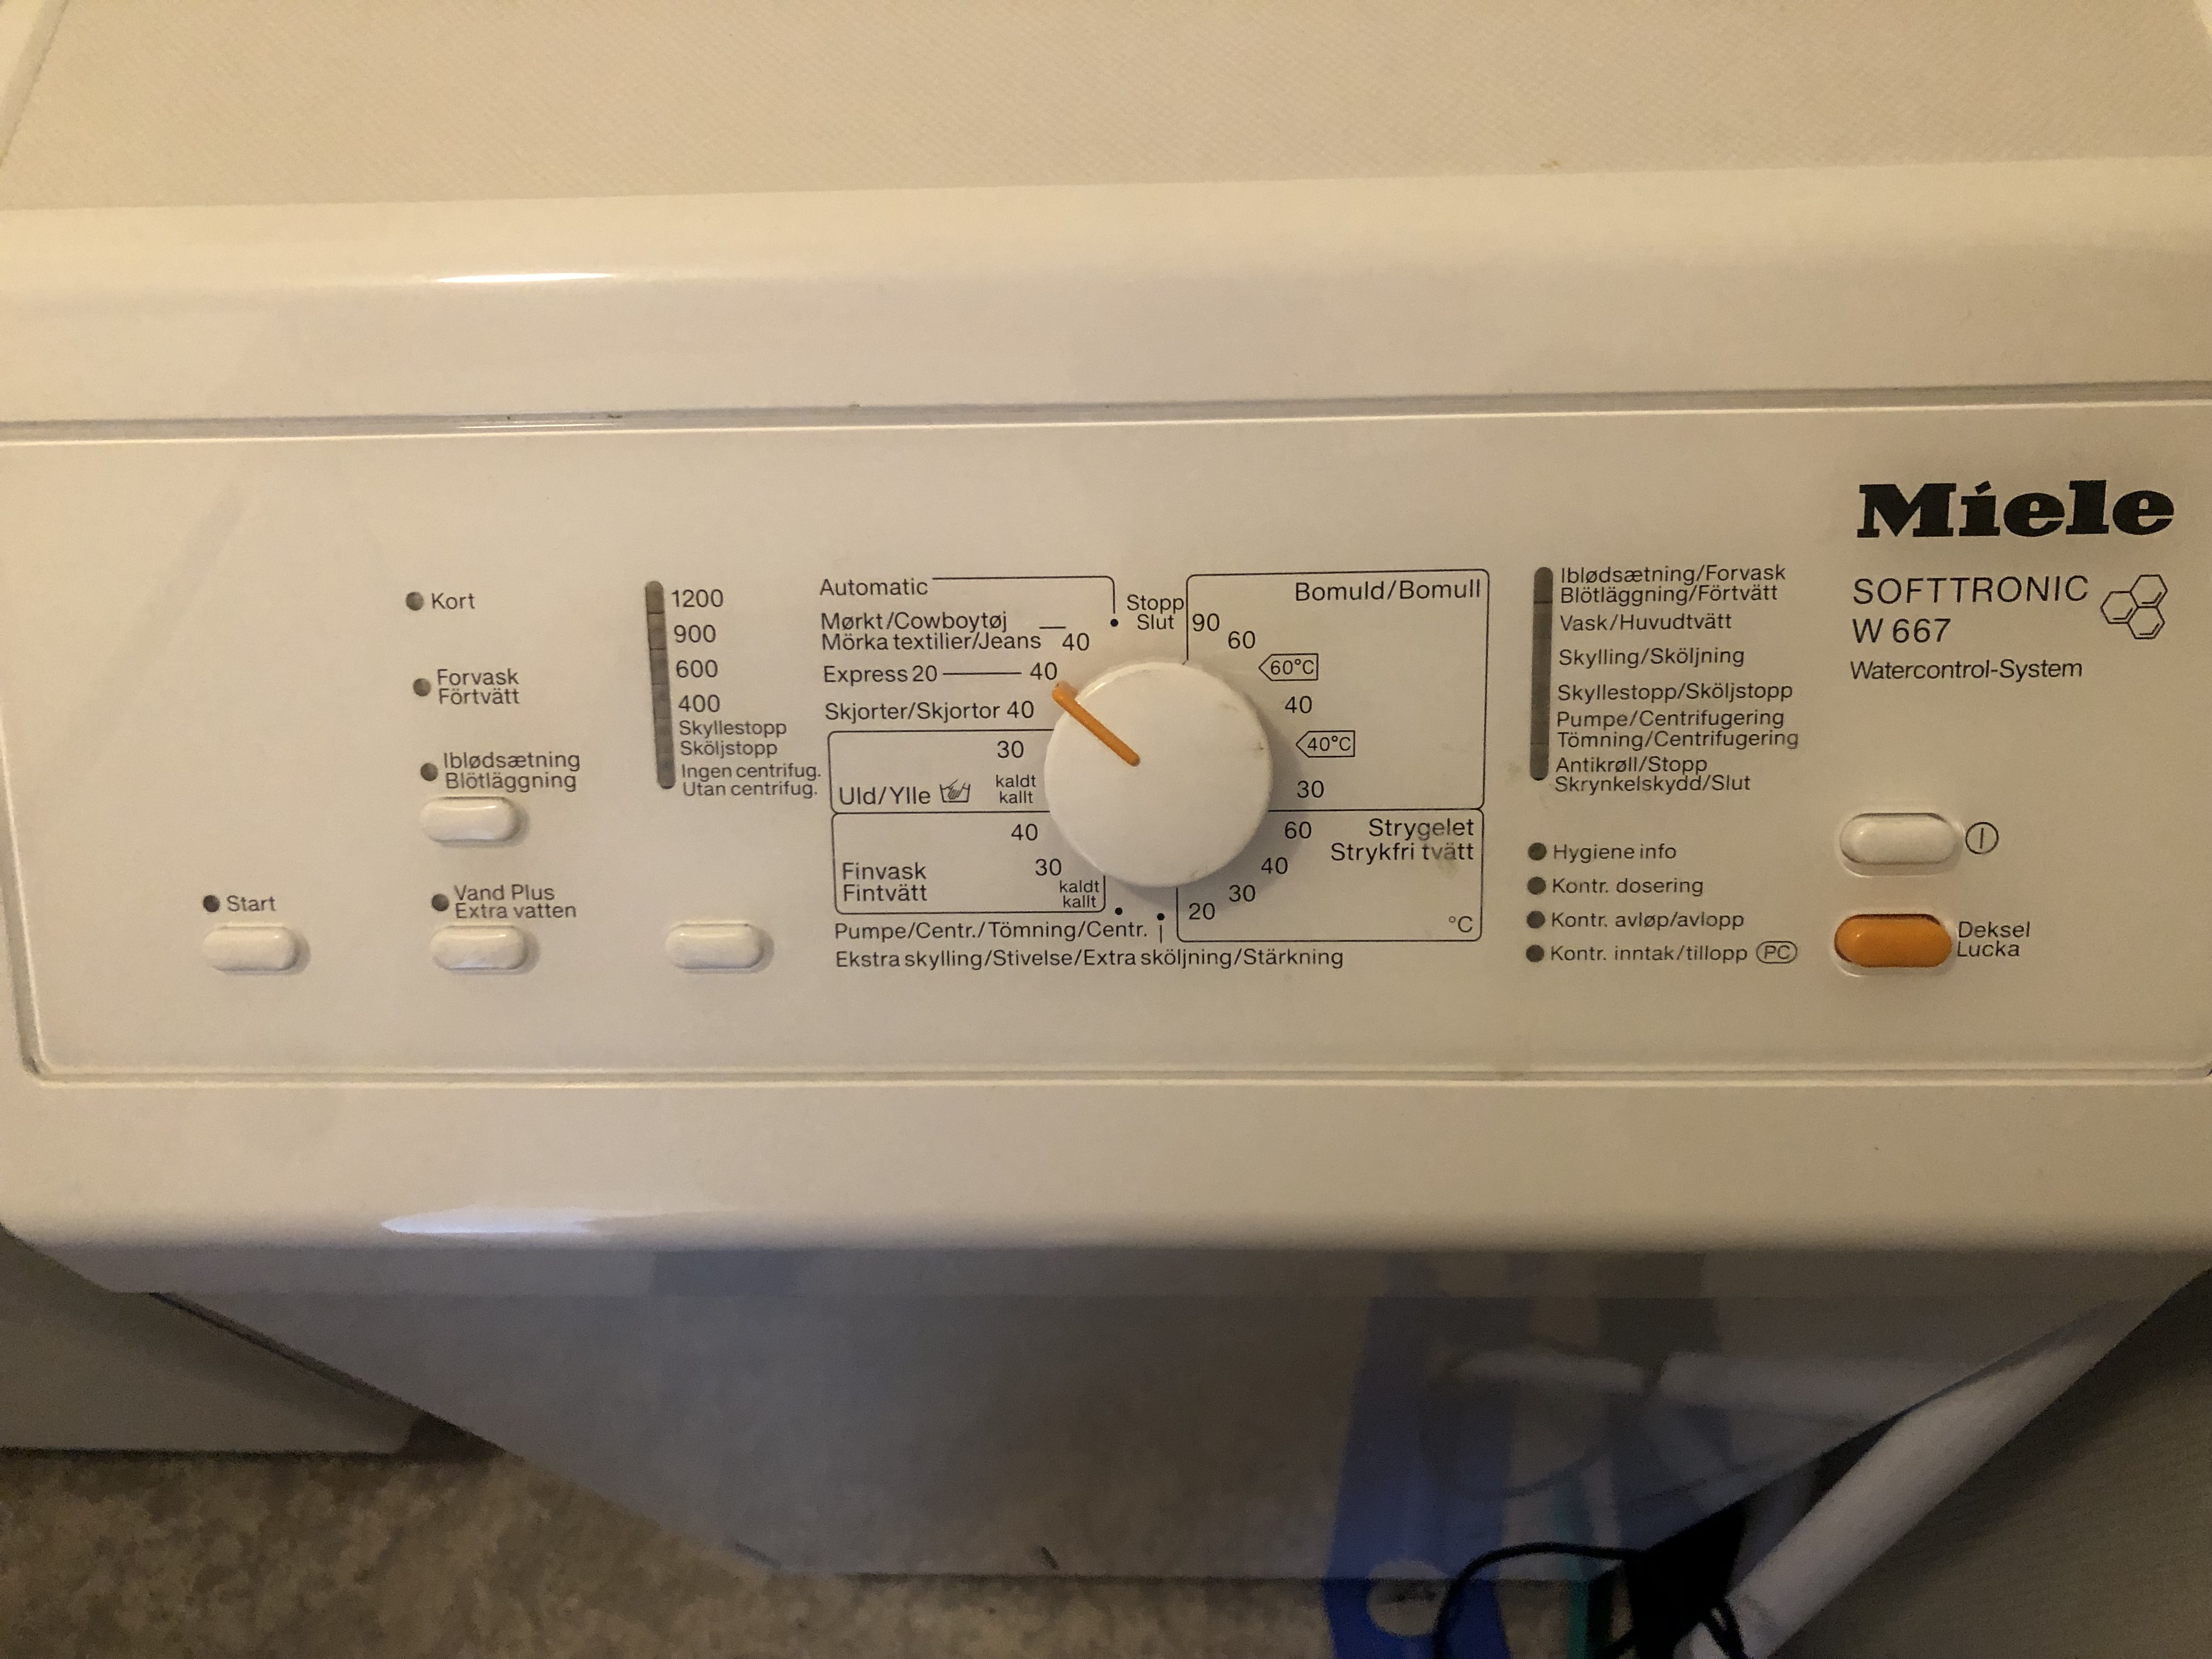 Start
Kort
Forvask
Förtvätt
Iblødsætning
Blötläggning
Vand Plus
Extra vatten
1200
900
600
400
Skyllestopp
Sköljstopp
Ingen centrifug.
Utan centrifug.
Automatic
Mørkt/Cowboytøj
Mörka textilier/Jeans 40
Express 20 40
Skjorter/Skjortor 40
30
Uld/Ylle kaldt
kallt
40
Finvask
Fintvätt
30
kaldt
kallt
Pumpe/Centr./Tömning/Centr.
Ekstra skylling/Stivelse/Extra sköljning/Stärkning
Stopp
Slut
Bomuld/Bomull
90
60
60°C
40
40°C
30
60
40
30
20
Strygelet
Strykfri tvätt
°C
Iblødsætning/Forvask
Blötläggning/Förtvätt
Vask/Huvudtvätt
Skylling/Sköljning
Skyllestopp/Sköljstopp
Pumpe/Centrifugering
Tömning/Centrifugering
Antikrøll/Stopp
Skrynkelskydd/Slut
Hygiene info
Kontr. dosering
Kontr. avløp/avlopp
Kontr. inntak/tillopp PC
Miele
SOFTTRONIC
W 667
Watercontrol-System
Deksel
Lucka